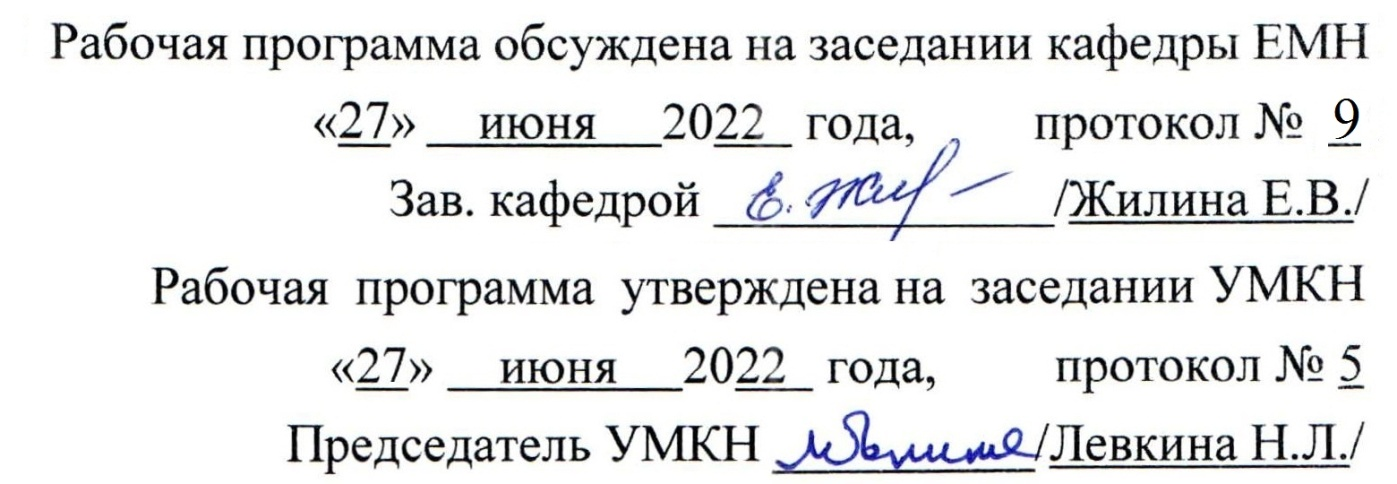 Рабочая программа обсуждена на заседании кафедры ЕМН
«27» июня 2022 года, протокол № 9
Зав. кафедрой Е. Жил /Жилина Е.В./
Рабочая программа утверждена на заседании УМКН
«27» июня 2022 года, протокол № 5
Председатель УМКН /Левкина Н.Л./